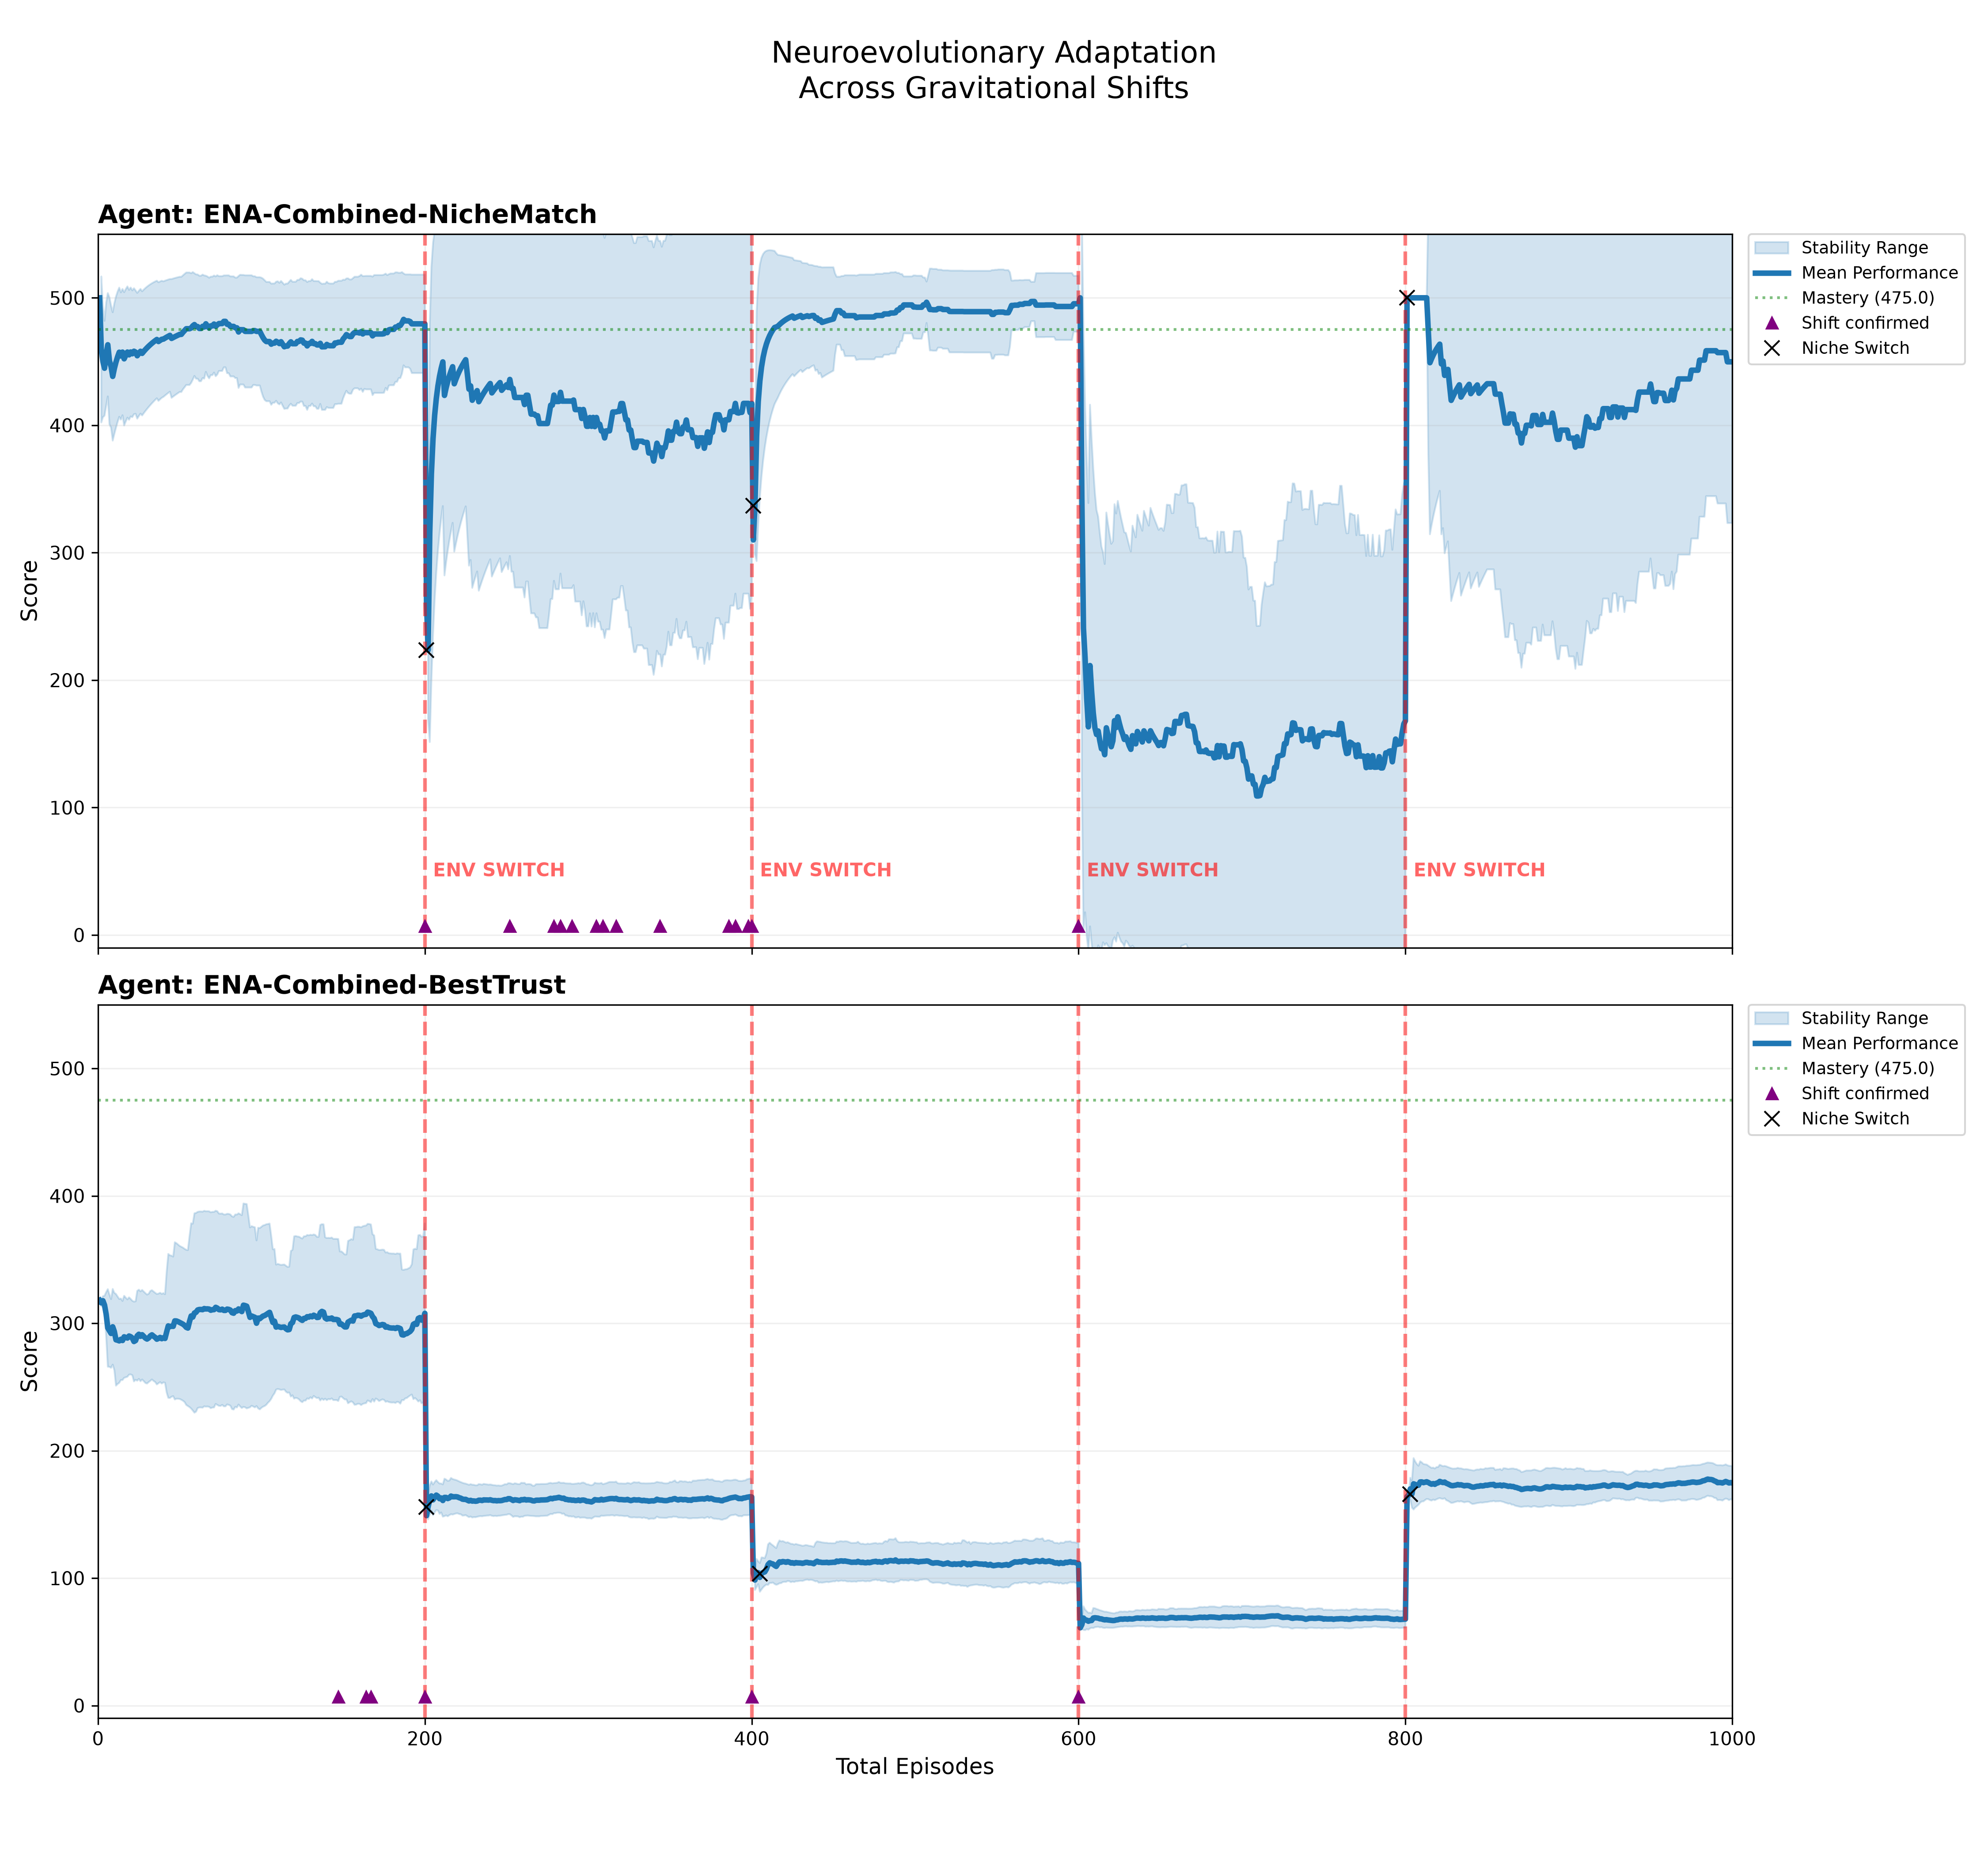 Neuroevolutionary Adaptation
Across Gravitational Shifts
Agent: ENA-Combined-NicheMatch
Score
500
400
300
200
100
0
ENV SWITCH
ENV SWITCH
ENV SWITCH
ENV SWITCH
Stability Range
Mean Performance
Mastery (475.0)
Shift confirmed
Niche Switch
Agent: ENA-Combined-BestTrust
Score
500
400
300
200
100
0
Stability Range
Mean Performance
Mastery (475.0)
Shift confirmed
Niche Switch
0
200
400
600
800
1000
Total Episodes